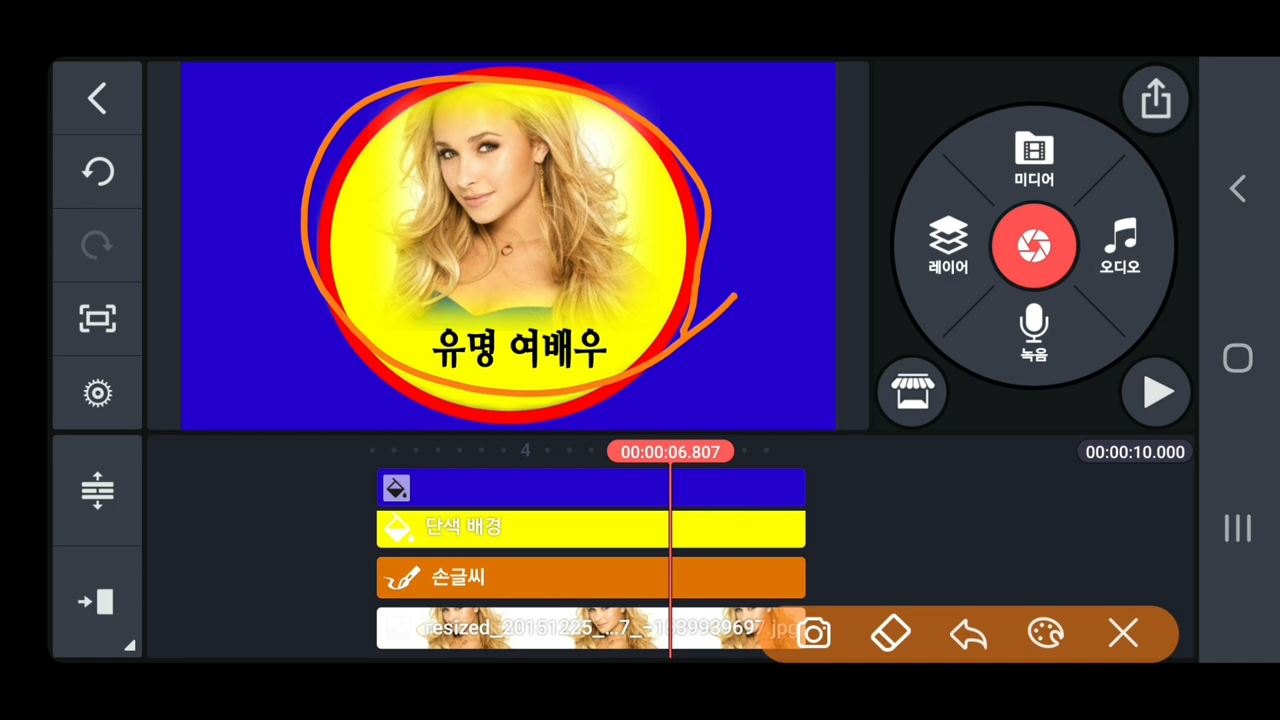 미디어
레이어
오디오
녹음
유명 여배우
4
00:00:06.807
00:00:10.000
단색 배경
손글씨
resized_20151225_...7_-1539939697.jpg